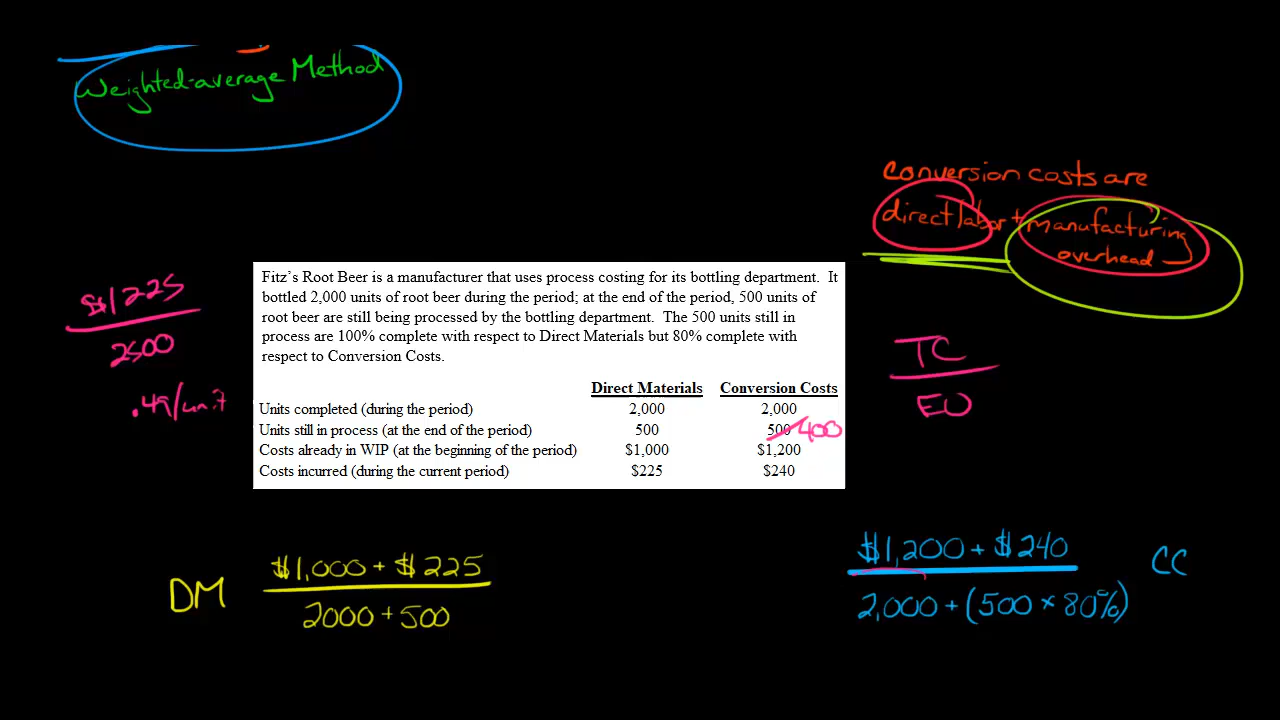 Weighted-average Method
conversion costs are
direct labor + manufacturing
overhead
$1225
2500
.49/unit
Fitz's Root Beer is a manufacturer that uses process costing for its bottling department. It
bottled 2,000 units of root beer during the period; at the end of the period, 500 units of
root beer are still being processed by the bottling department. The 500 units still in
process are 100% complete with respect to Direct Materials but 80% complete with
respect to Conversion Costs.
Direct Materials Conversion Costs
Units completed (during the period) 2,000 2,000
Units still in process (at the end of the period) 500 500 400
Costs already in WIP (at the beginning of the period) $1,000 $1,200
Costs incurred (during the current period) $225 $240
TC
EU
DM $1,000 + $225
2000 + 500
$1,200 + $240 CC
2,000 + (500 × 80%)